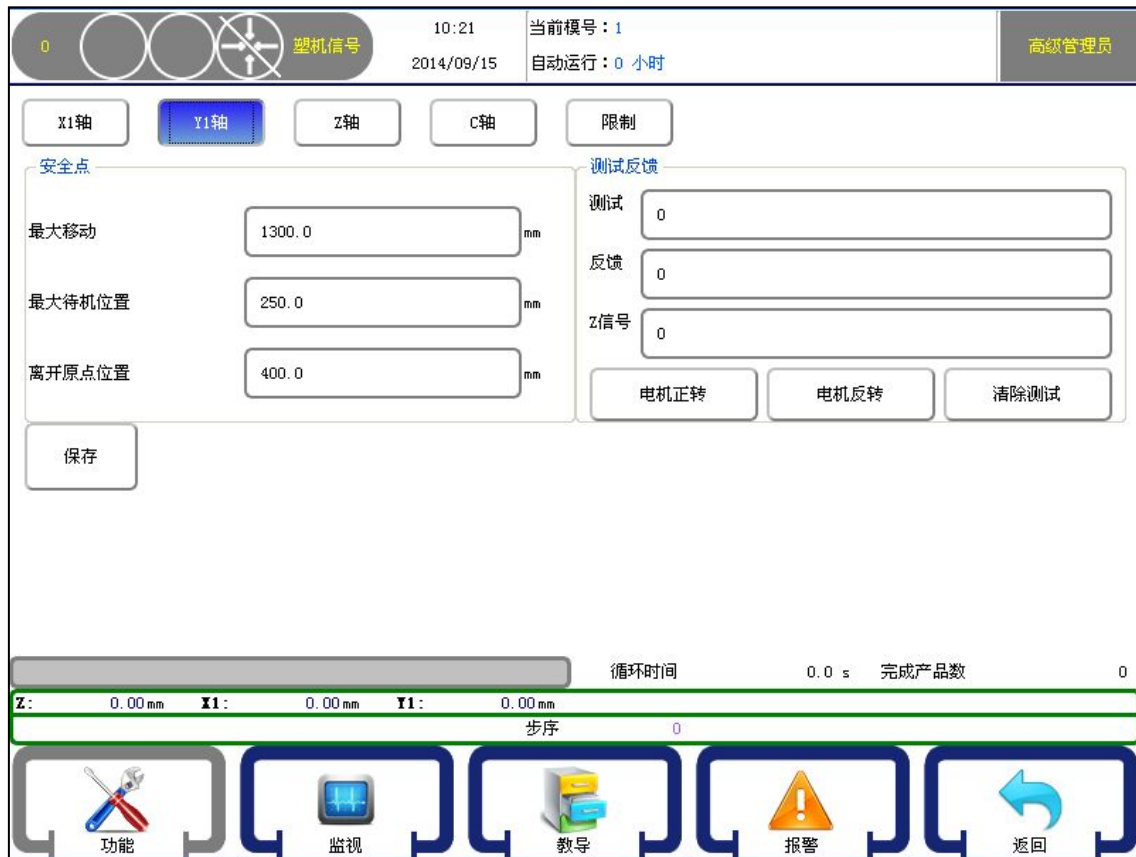 0 塑机信号
10:21
2014/09/15
当前模号：1
自动运行：0 小时
高级管理员
X1轴 Y1轴 Z轴 C轴 限制
安全点
最大移动 1300.0 mm
最大待机位置 250.0 mm
离开原点位置 400.0 mm
保存
测试反馈
测试 0
反馈 0
Z信号 0
电机正转 电机反转 清除测试
循环时间 0.0 s 完成产品数 0
Z: 0.00mm X1: 0.00mm Y1: 0.00mm
步序 0
功能 监视 教导 报警 返回